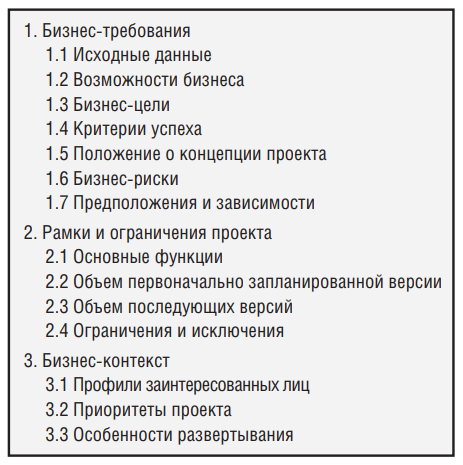 1. Бизнес-требования
1.1 Исходные данные
1.2 Возможности бизнеса
1.3 Бизнес-цели
1.4 Критерии успеха
1.5 Положение о концепции проекта
1.6 Бизнес-риски
1.7 Предположения и зависимости
2. Рамки и ограничения проекта
2.1 Основные функции
2.2 Объем первоначально запланированной версии
2.3 Объем последующих версий
2.4 Ограничения и исключения
3. Бизнес-контекст
3.1 Профили заинтересованных лиц
3.2 Приоритеты проекта
3.3 Особенности развертывания